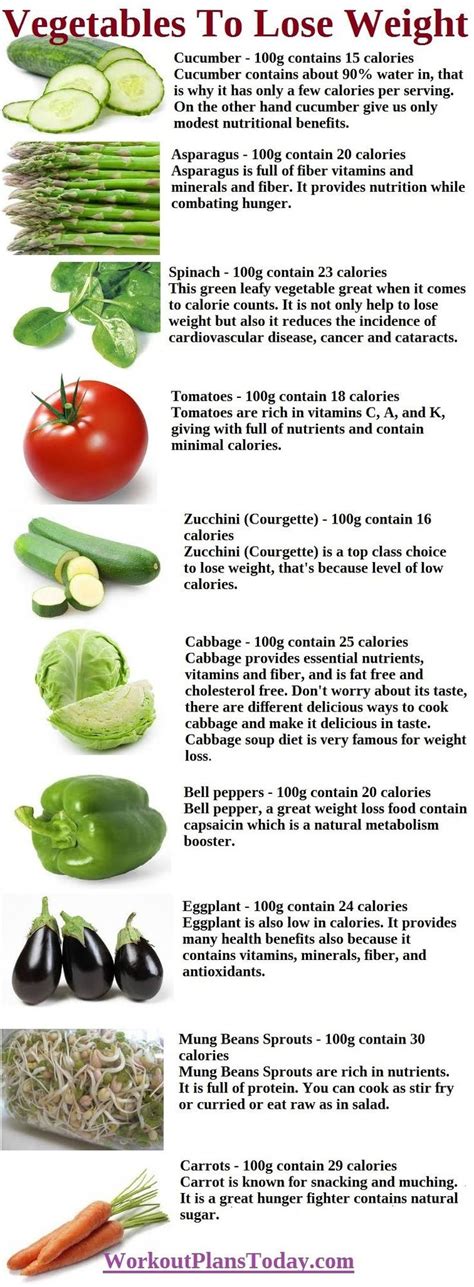 Vegetables To Lose Weight
Cucumber - 100g contains 15 calories
Cucumber contains about 90% water in, that
is why it has only a few calories per serving.
On the other hand cucumber give us only
modest nutritional benefits.
Asparagus - 100g contain 20 calories
Asparagus is full of fiber vitamins and
minerals and fiber. It provides nutrition while
combating hunger.
Spinach - 100g contain 23 calories
This green leafy vegetable great when it comes
to calorie counts. It is not only help to lose
weight but also it reduces the incidence of
cardiovascular disease, cancer and cataracts.
Tomatoes - 100g contain 18 calories
Tomatoes are rich in vitamins C, A, and K,
giving with full of nutrients and contain
minimal calories.
Zucchini (Courgette) - 100g contain 16
calories
Zucchini (Courgette) is a top class choice
to lose weight, that's because level of low
calories.
Cabbage - 100g contain 25 calories
Cabbage provides essential nutrients,
vitamins and fiber, and is fat free and
cholesterol free. Don't worry about its taste,
there are different delicious ways to cook
cabbage and make it delicious in taste.
Cabbage soup diet is very famous for weight
loss.
Bell peppers - 100g contain 20 calories
Bell pepper, a great weight loss food contain
capsaicin which is a natural metabolism
booster.
Eggplant - 100g contain 24 calories
Eggplant is also low in calories. It provides
many health benefits also because it
contains vitamins, minerals, fiber, and
antioxidants.
Mung Beans Sprouts - 100g contain 30
calories
Mung Beans Sprouts are rich in nutrients.
It is full of protein. You can cook as stir fry
or curried or eat raw as in salad.
Carrots - 100g contain 29 calories
Carrot is known for snacking and muching.
It is a great hunger fighter contains natural
sugar.
WorkoutPlansToday.com